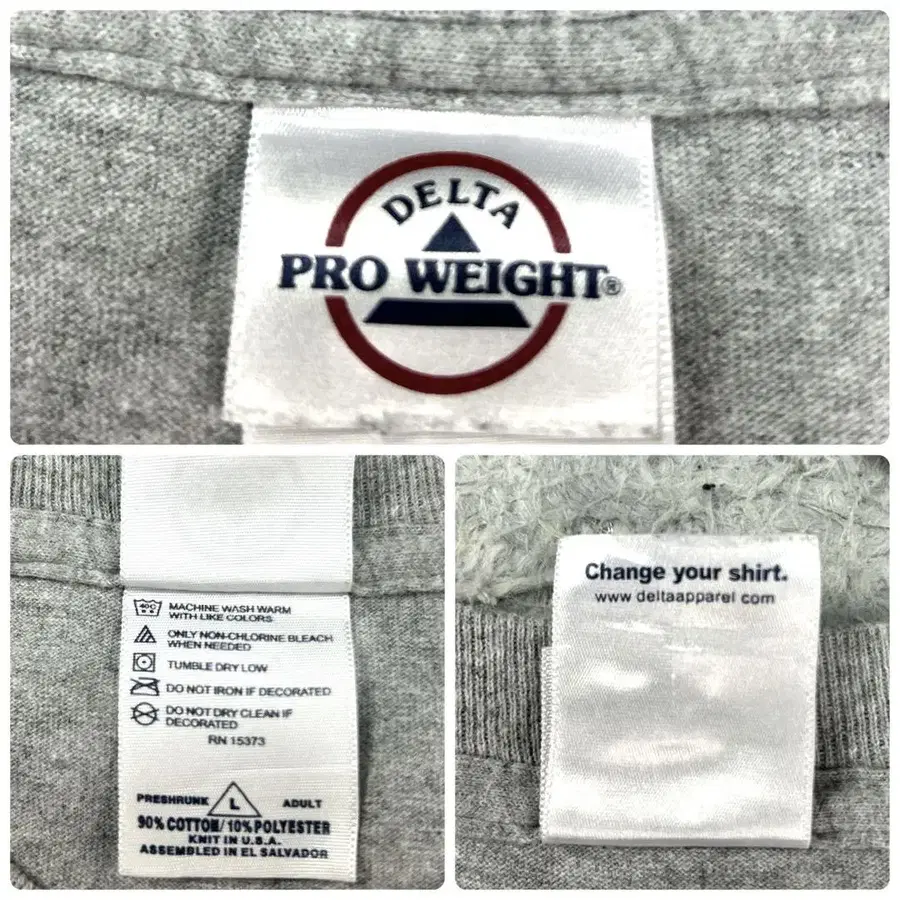 DELTA
PRO WEIGHT®
40C
MACHINE WASH WARM
WITH LIKE COLORS
ONLY NON-CHLORINE BLEACH
WHEN NEEDED
TUMBLE DRY LOW
DO NOT IRON IF DECORATED
DO NOT DRY CLEAN IF
DECORATED
RN 15373
PRESHRUNK L ADULT
90% COTTON/10% POLYESTER
KNIT IN U.S.A.
ASSEMBLED IN EL SALVADOR
Change your shirt.
www.deltaapparel.com